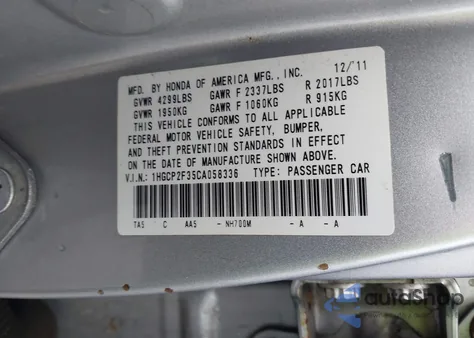 MFD. BY HONDA OF AMERICA MFG., INC. 12/'11
GVWR 4299LBS GAWR F 2337LBS R 2017LBS
GVWR 1950KG GAWR F 1060KG R 915KG
THIS VEHICLE CONFORMS TO ALL APPLICABLE
FEDERAL MOTOR VEHICLE SAFETY, BUMPER,
AND THEFT PREVENTION STANDARDS IN EFFECT
ON THE DATE OF MANUFACTURE SHOWN ABOVE.
V.I.N.: 1HGCP2F35CA058336 TYPE: PASSENGER CAR
TA5 C AA5 - NH700M - A - A
autoshop